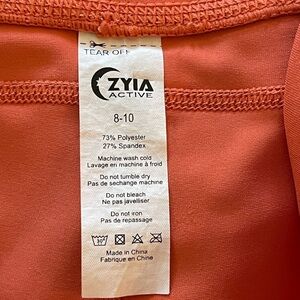 TEAR OFF
ZYIA
ACTIVE
8-10
73% Polyester
27% Spandex
Machine wash cold
Lavage en machine à froid
Do not tumble dry
Pas de sechange machine
Do not bleach
Ne pas javelliser
Do not iron
Pas de repassage
Made in China
Fabrique en Chine